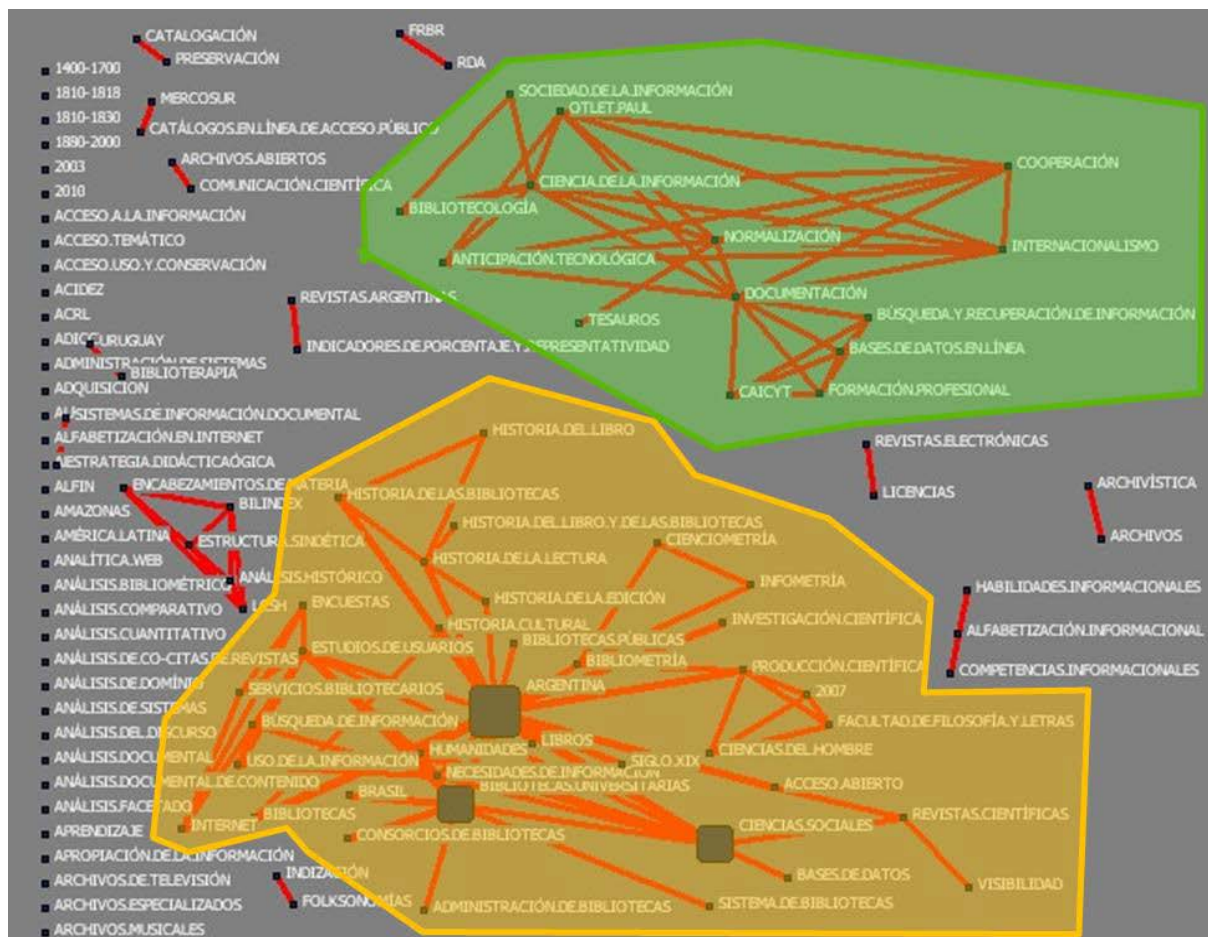 CATALOGACIÓN
PRESERVACIÓN
FRBR
RDA
1400-1700
1810-1818
1810-1830
1880-2000
2003
2010
ACCESO.A.LA.INFORMACIÓN
ACCESO.TEMÁTICO
ACCESO.USO.Y.CONSERVACIÓN
ACIDEZ
ACRL
URUGUAY
BIBLIOTERAPIA
ADQUISICION
SISTEMAS.DE.INFORMACIÓN.DOCUMENTAL
ALFABETIZACIÓN.EN.INTERNET
ALFIN
AMAZONAS
AMÉRICA.LATINA
ANALÍTICA.WEB
ANÁLISIS.BIBLIOMÉTRICO
ANÁLISIS.COMPARATIVO
ANÁLISIS.CUANTITATIVO
ANÁLISIS.DE.CO-CITAS.DE.REVISTAS
ANÁLISIS.DE.DOMÍNIO
ANÁLISIS.DE.SISTEMAS
ANÁLISIS.DEL.DISCURSO
ANÁLISIS.DOCUMENTAL
ANÁLISIS.DOCUMENTAL.DE.CONTENIDO
ANÁLISIS.FACETADO
APRENDIZAJE
APROPIACIÓN.DE.LA.INFORMACIÓN
ARCHIVOS.DE.TELEVISIÓN
ARCHIVOS.ESPECIALIZADOS
ARCHIVOS.MUSICALES
MERCOSUR
CATÁLOGOS.EN.LÍNEA.DE.ACCESO.PÚBLICO
ARCHIVOS.ABIERTOS
COMUNICACIÓN.CIENTÍFICA
REVISTAS.ARGENTINAS
INDICADORES.DE.PORCENTAJE.Y.REPRESENTATIVIDAD
ENCABEZAMIENTOS.DE.MATERIA
BILINDEX
ESTRUCTURA.SINDÉTICA
ANÁLISIS.HISTÓRICO
LCSH
SOCIEDAD.DE.LA.INFORMACIÓN
OTLET.PAUL
COOPERACIÓN
CIENCIA.DE.LA.INFORMACIÓN
BIBLIOTECOLOGÍA
NORMALIZACIÓN
INTERNACIONALISMO
ANTICIPACIÓN.TECNOLÓGICA
DOCUMENTACIÓN
TESAUROS
BÚSQUEDA.Y.RECUPERACIÓN.DE.INFORMACIÓN
BASES.DE.DATOS.EN.LÍNEA
CAICYT
FORMACIÓN.PROFESIONAL
REVISTAS.ELECTRÓNICAS
LICENCIAS
ARCHIVÍSTICA
ARCHIVOS
HABILIDADES.INFORMACIONALES
ALFABETIZACIÓN.INFORMACIONAL
COMPETENCIAS.INFORMACIONALES
HISTORIA.DEL.LIBRO
HISTORIA.DE.LAS.BIBLIOTECAS
HISTORIA.DEL.LIBRO.Y.DE.LAS.BIBLIOTECAS
CIENCIOMETRÍA
HISTORIA.DE.LA.LECTURA
INFOMETRÍA
ENCUESTAS
HISTORIA.DE.LA.EDICIÓN
HISTORIA.CULTURAL
INVESTIGACIÓN.CIENTÍFICA
BIBLIOTECAS.PÚBLICAS
ESTUDIOS.DE.USUARIOS
BIBLIOMETRÍA
PRODUCCIÓN.CIENTÍFICA
ARGENTINA
SERVICIOS.BIBLIOTECARIOS
2007
BÚSQUEDA.DE.INFORMACIÓN
FACULTAD.DE.FILOSOFÍA.Y.LETRAS
LIBROS
HUMANIDADES
CIENCIAS.DEL.HOMBRE
USO.DE.LA.INFORMACIÓN
SIGLO.XIX
NECESIDADES.DE.INFORMACIÓN
BIBLIOTECAS.UNIVERSITARIAS
ACCESO.ABIERTO
BRASIL
BIBLIOTECAS
INTERNET
REVISTAS.CIENTÍFICAS
CONSORCIOS.DE.BIBLIOTECAS
CIENCIAS.SOCIALES
BASES.DE.DATOS
VISIBILIDAD
ADMINISTRACIÓN.DE.BIBLIOTECAS
SISTEMA.DE.BIBLIOTECAS
INDIZACIÓN
FOLKSONOMÍAS